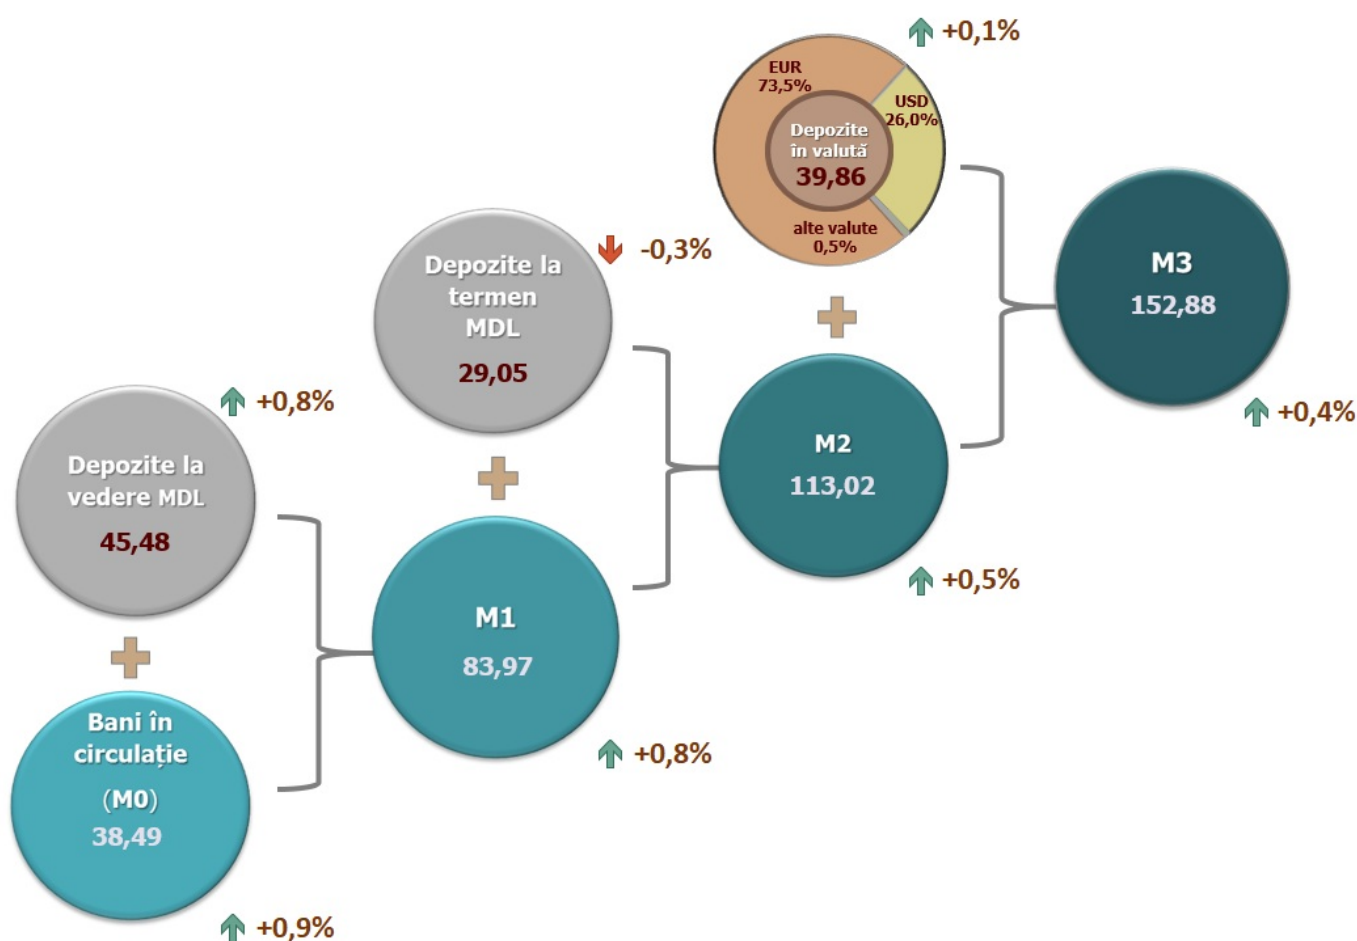 +0,1%
EUR
73,5%
USD
26,0%
Depozite
în valută
39,86
alte valute
0,5%
M3
152,88
+0,4%
-0,3%
Depozite la
termen
MDL
29,05
M2
113,02
+0,5%
+0,8%
Depozite la
vedere MDL
45,48
M1
83,97
+0,8%
Bani în
circulație
(M0)
38,49
+0,9%